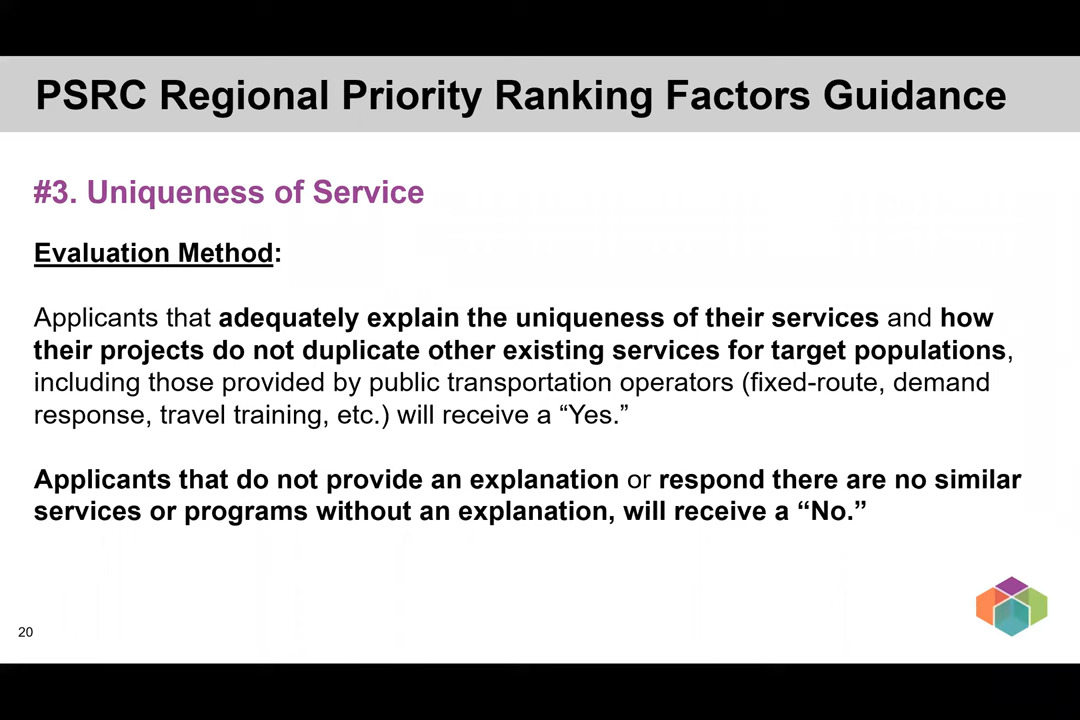 PSRC Regional Priority Ranking Factors Guidance
#3. Uniqueness of Service
Evaluation Method:
Applicants that adequately explain the uniqueness of their services and how
their projects do not duplicate other existing services for target populations,
including those provided by public transportation operators (fixed-route, demand
response, travel training, etc.) will receive a “Yes.”
Applicants that do not provide an explanation or respond there are no similar
services or programs without an explanation, will receive a “No.”
20